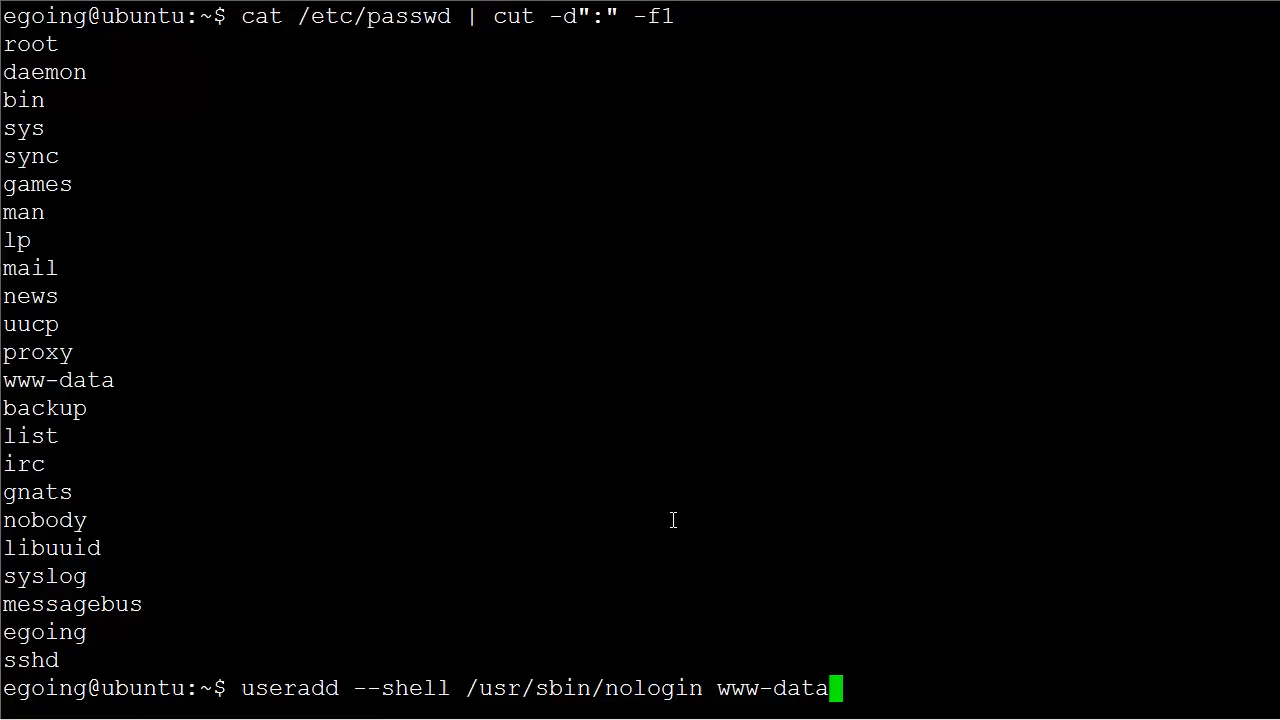 egoing@ubuntu:~$ cat /etc/passwd | cut -d":" -f1
root
daemon
bin
sys
sync
games
man
lp
mail
news
uucp
proxy
www-data
backup
list
irc
gnats
nobody
libuuid
syslog
messagebus
egoing
sshd
egoing@ubuntu:~$ useradd --shell /usr/sbin/nologin www-data